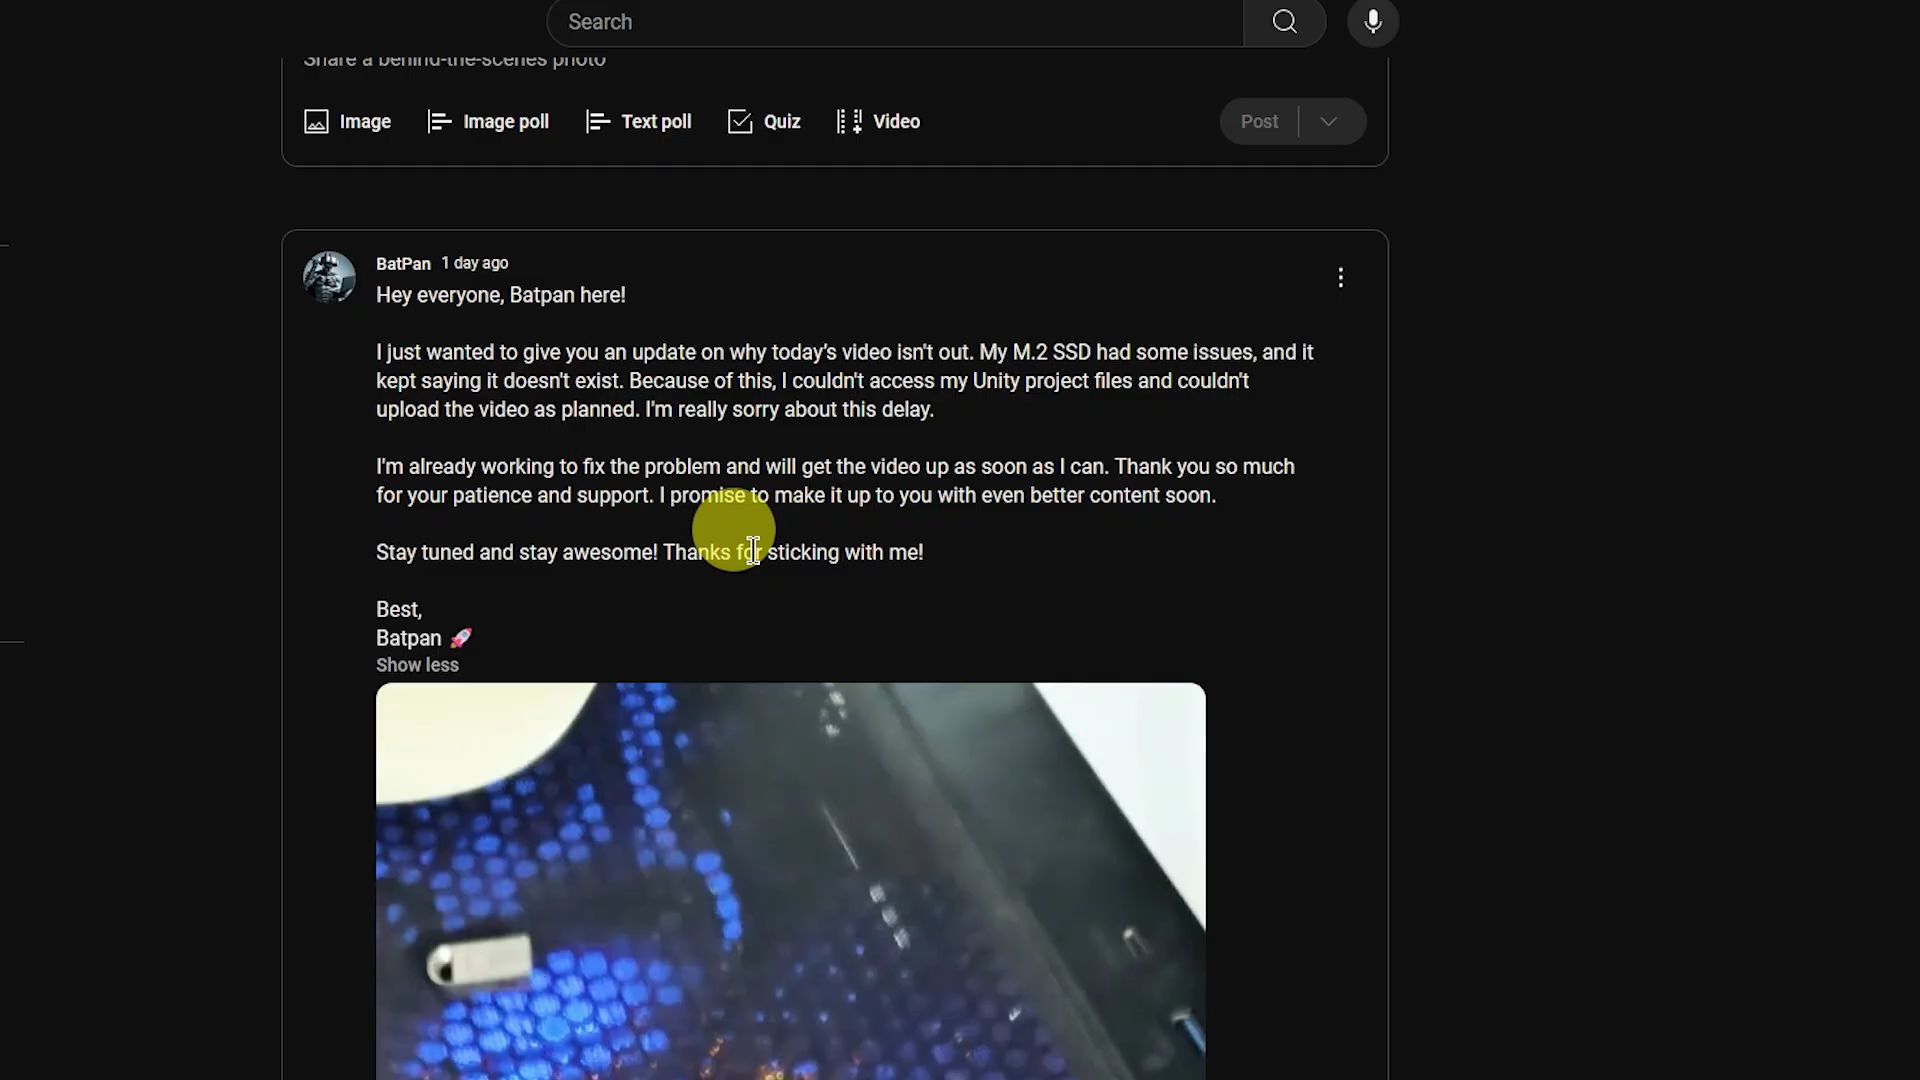 Search
Share a behind-the-scenes photo
Image
Image poll
Text poll
Quiz
Video
Post
BatPan 1 day ago
Hey everyone, Batpan here!
I just wanted to give you an update on why today's video isn't out. My M.2 SSD had some issues, and it
kept saying it doesn't exist. Because of this, I couldn't access my Unity project files and couldn't
upload the video as planned. I'm really sorry about this delay.
I'm already working to fix the problem and will get the video up as soon as I can. Thank you so much
for your patience and support. I promise to make it up to you with even better content soon.
Stay tuned and stay awesome! Thanks for sticking with me!
Best,
Batpan 🚀
Show less